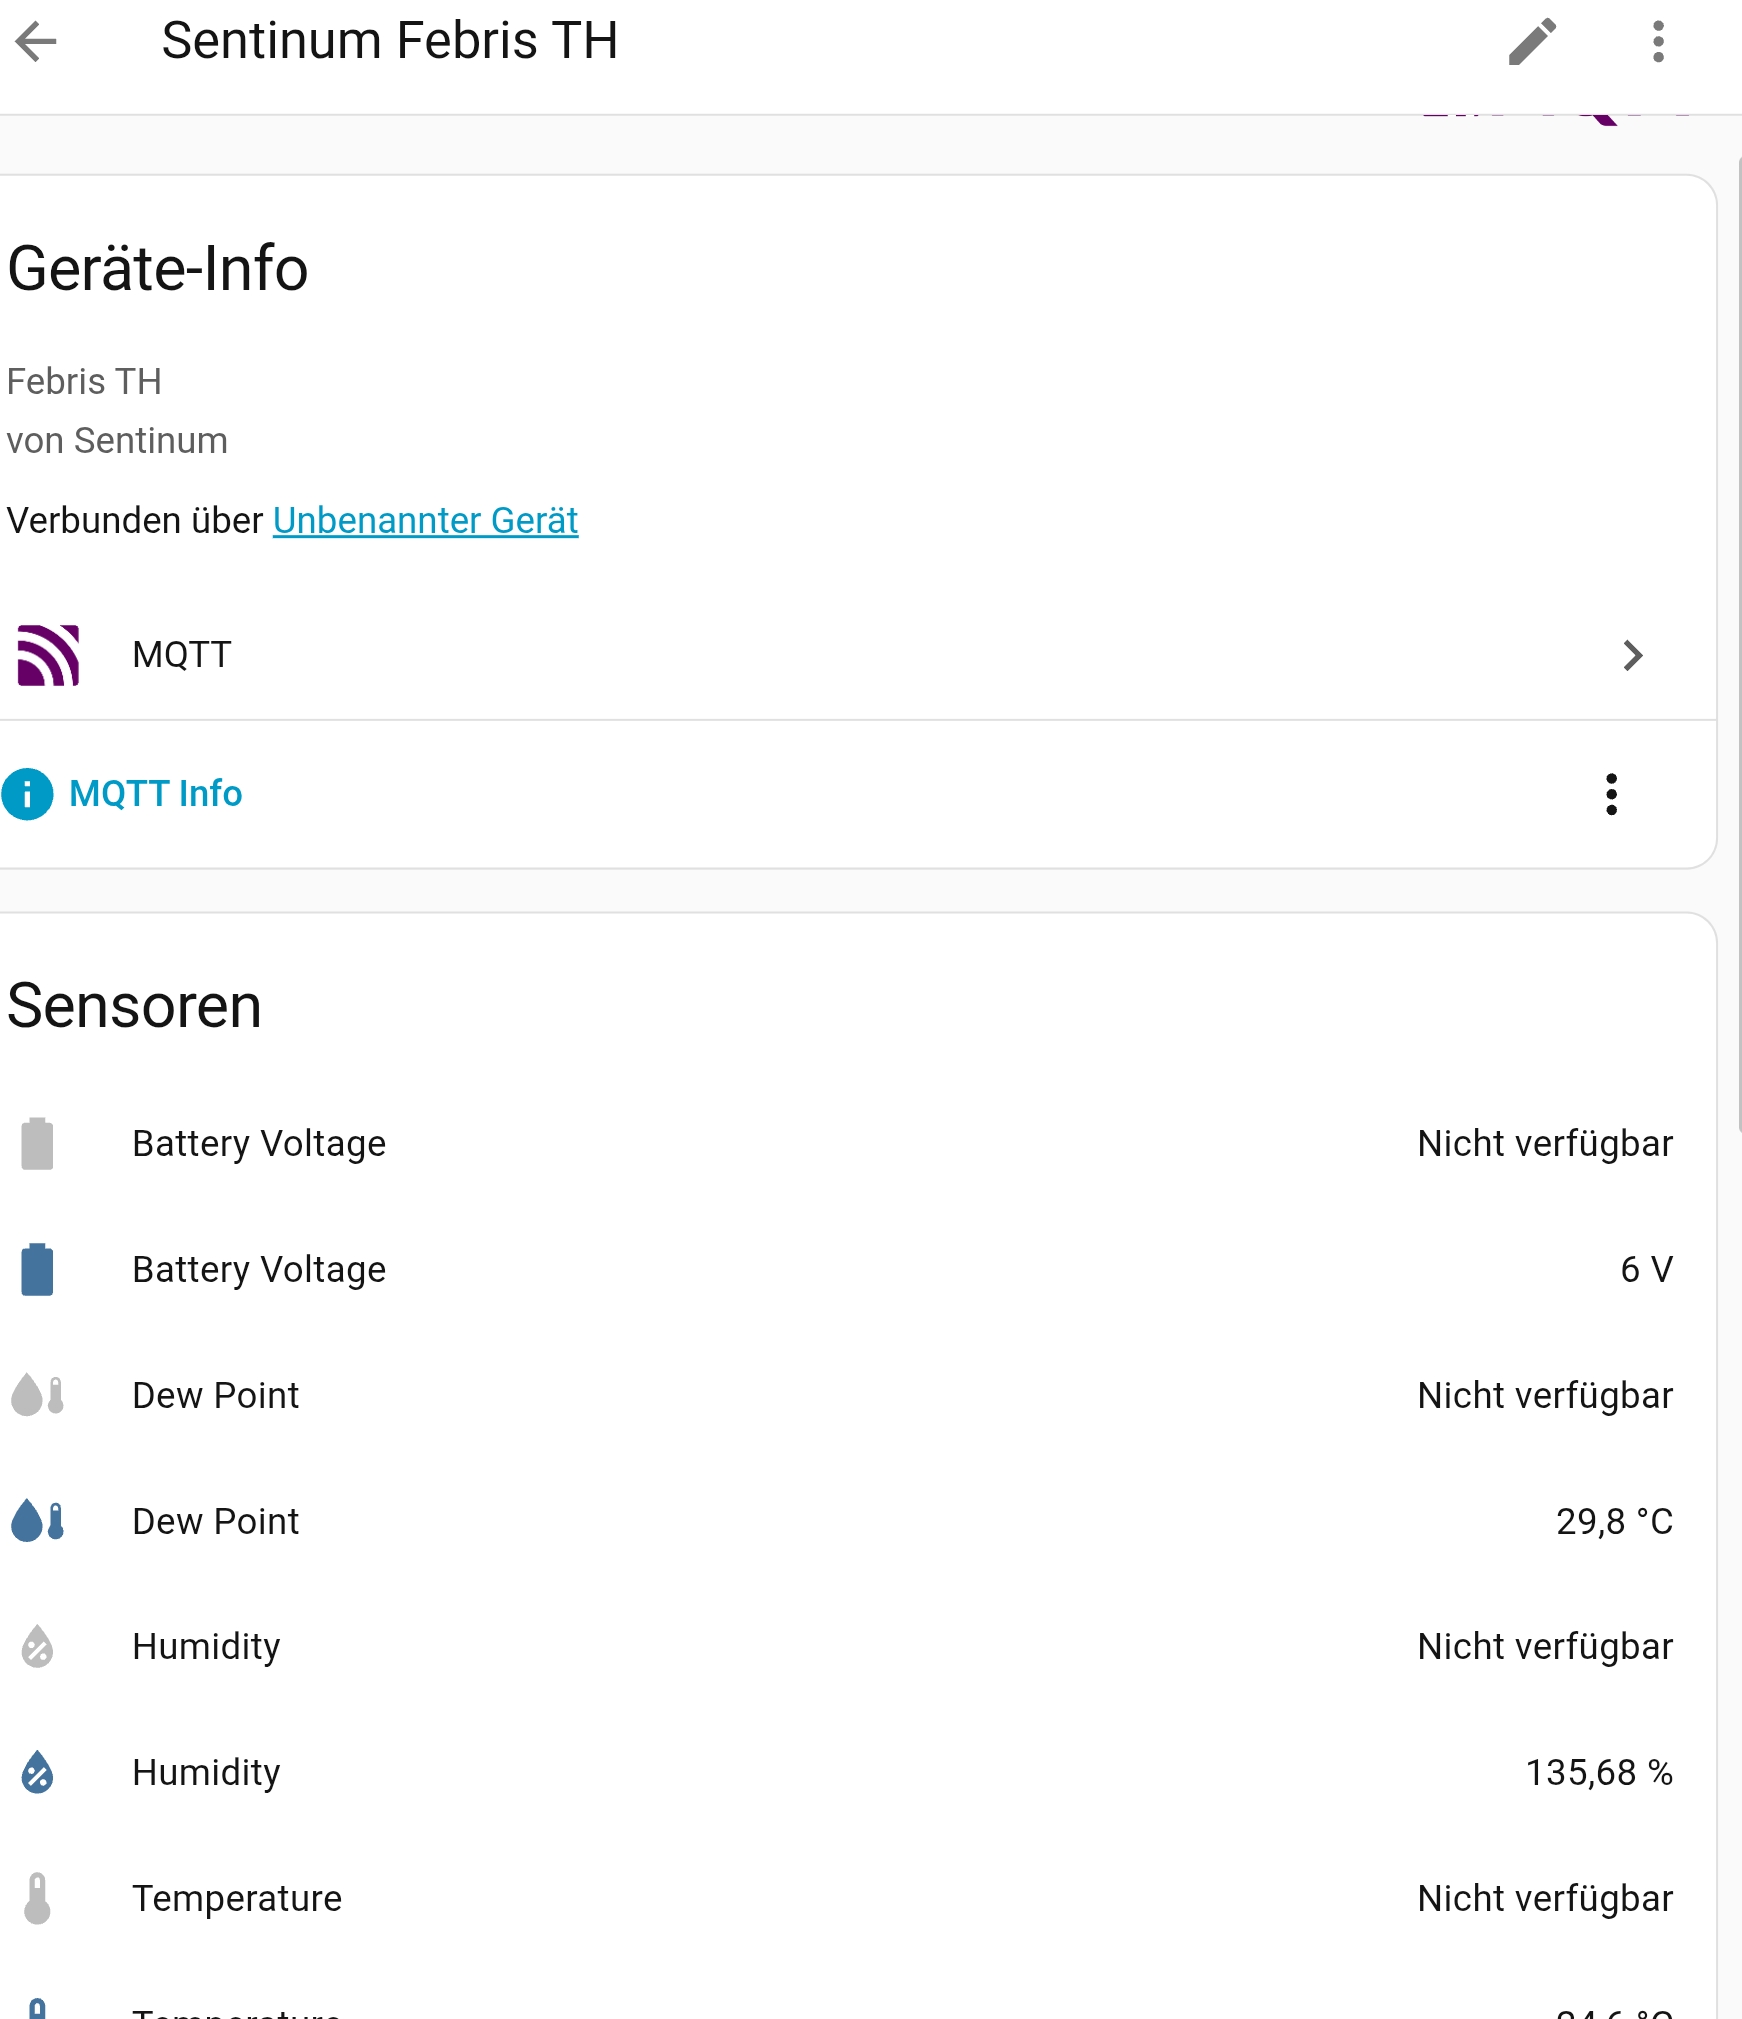 Sentinum Febris TH
Geräte-Info
Febris TH
von Sentinum
Verbunden über Unbenannter Gerät
MQTT
MQTT Info
Sensoren
Battery Voltage Nicht verfügbar
Battery Voltage 6 V
Dew Point Nicht verfügbar
Dew Point 29,8 °C
Humidity Nicht verfügbar
Humidity 135,68 %
Temperature Nicht verfügbar
Temperature